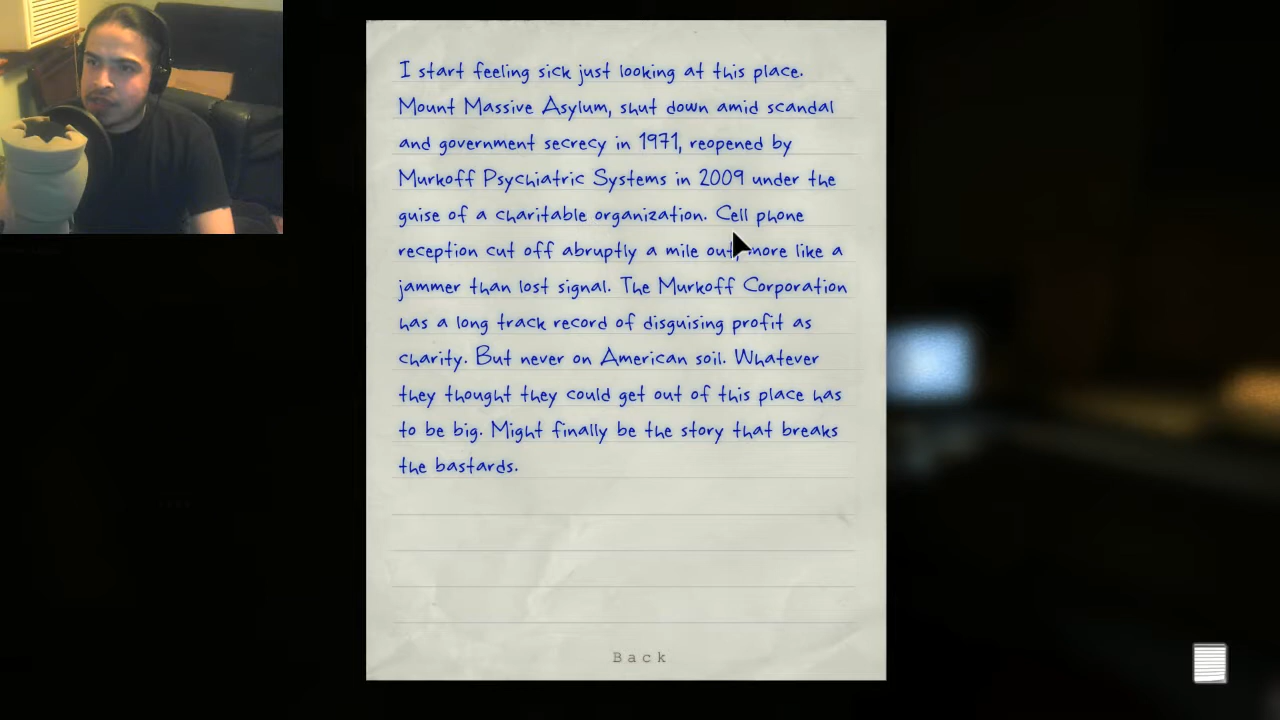 I start feeling sick just looking at this place.
Mount Massive Asylum, shut down amid scandal
and government secrecy in 1971, reopened by
Murkoff Psychiatric Systems in 2009 under the
guise of a charitable organization. Cell phone
reception cut off abruptly a mile out, more like a
jammer than lost signal. The Murkoff Corporation
has a long track record of disguising profit as
charity. But never on American soil. Whatever
they thought they could get out of this place has
to be big. Might finally be the story that breaks
the bastards.
Back